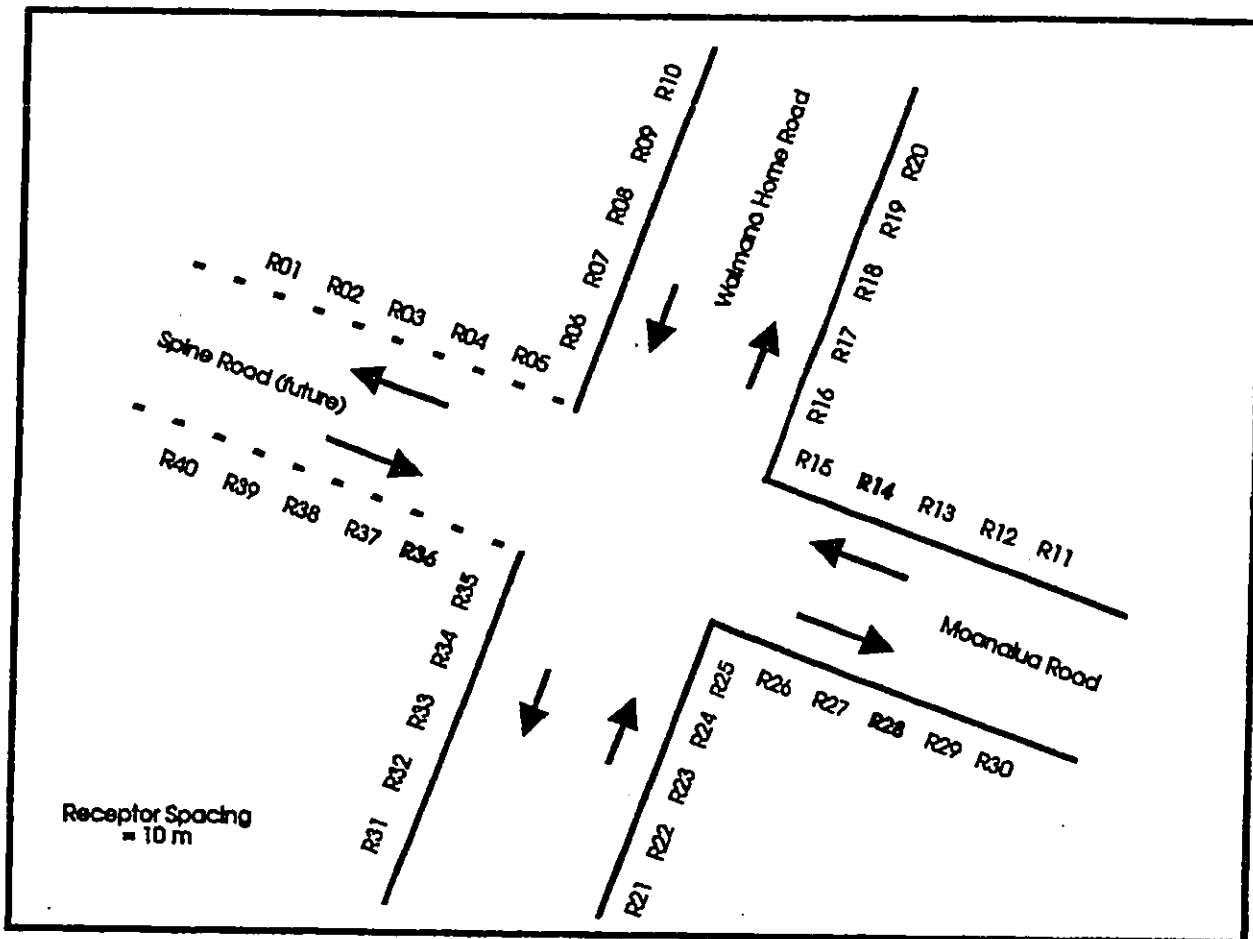 R10
R09
R08
R07
R06
Waimano Home Road
R20
R19
R18
R17
R16
R01
R02
R03
R04
R05
Spine Road (future)
R40
R39
R38
R37
R36
R15
R14
R13
R12
R11
Moanalua Road
R35
R34
R33
R32
R31
R25
R24
R23
R22
R21
R26
R27
R28
R29
R30
Receptor Spacing
= 10 m